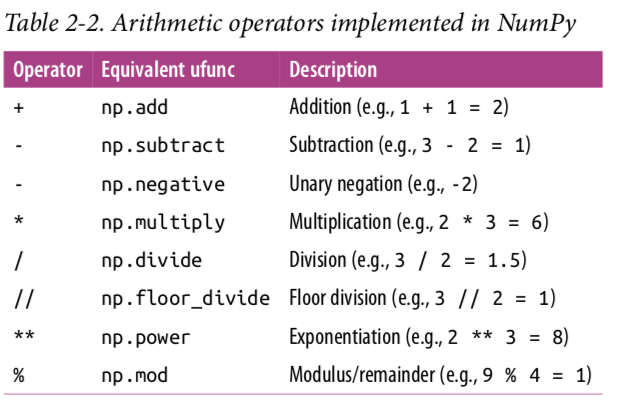 Table 2-2. Arithmetic operators implemented in NumPy
Operator Equivalent ufunc Description
+ np.add Addition (e.g., 1 + 1 = 2)
- np.subtract Subtraction (e.g., 3 - 2 = 1)
- np.negative Unary negation (e.g., -2)
* np.multiply Multiplication (e.g., 2 * 3 = 6)
/ np.divide Division (e.g., 3 / 2 = 1.5)
// np.floor_divide Floor division (e.g., 3 // 2 = 1)
** np.power Exponentiation (e.g., 2 ** 3 = 8)
% np.mod Modulus/remainder (e.g., 9 % 4 = 1)